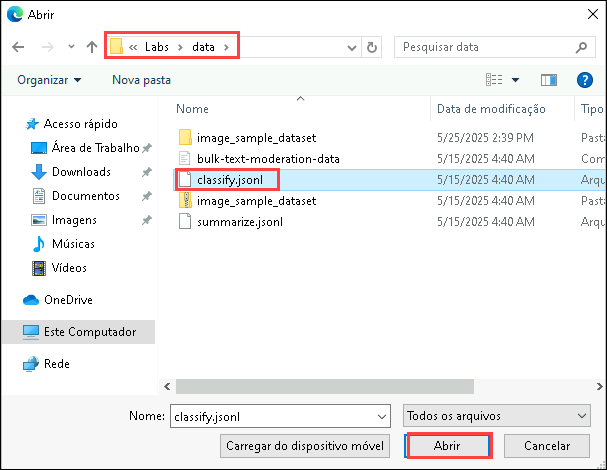 Abrir
« Labs > data >
Pesquisar data
Organizar
Nova pasta
?
Nome
Data de modificação
Tipo
Acesso rápido
Área de Trabalho
Downloads
Documentos
Imagens
Músicas
Vídeos
OneDrive
Este Computador
Rede
image_sample_dataset 5/25/2025 2:39 PM Pasta
bulk-text-moderation-data 5/15/2025 4:40 AM Com
classify.jsonl 5/15/2025 4:40 AM Arqu
image_sample_dataset 5/15/2025 4:40 AM Pasta
summarize.jsonl 5/15/2025 4:40 AM Arqu
Nome: classify.jsonl
Todos os arquivos
Carregar do dispositivo móvel
Abrir
Cancelar